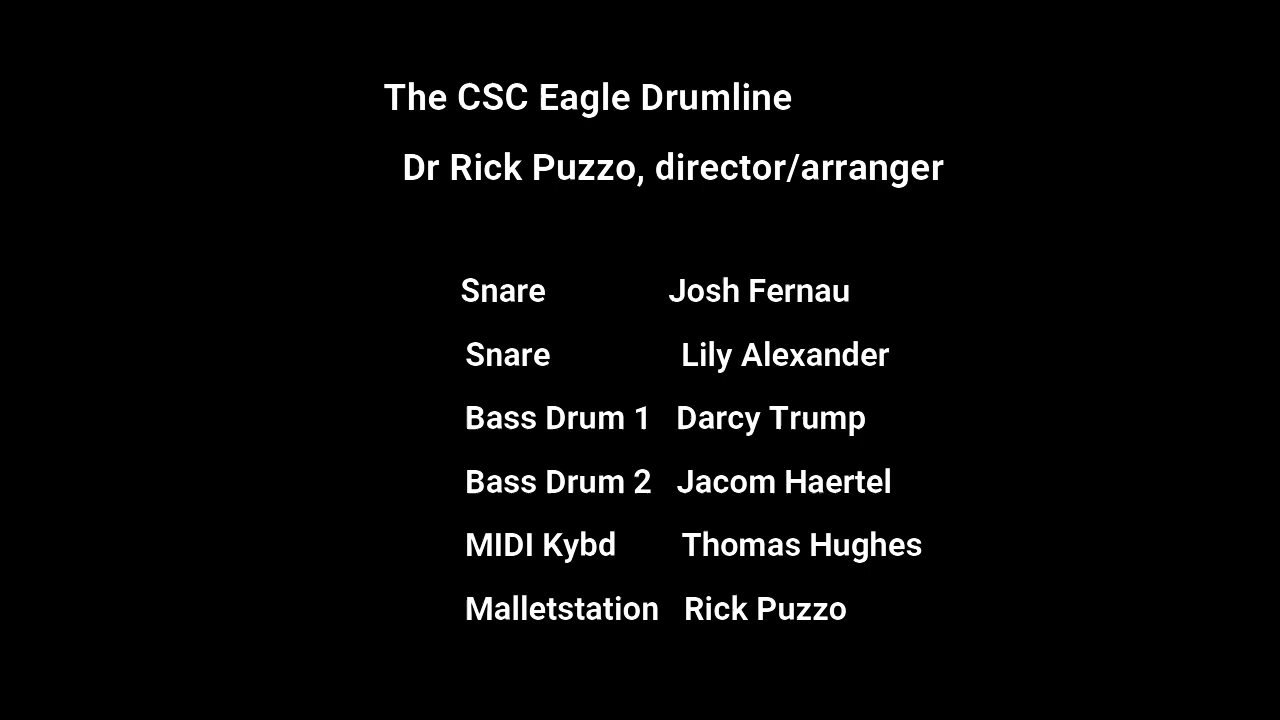 The CSC Eagle Drumline
Dr Rick Puzzo, director/arranger
Snare Josh Fernau
Snare Lily Alexander
Bass Drum 1 Darcy Trump
Bass Drum 2 Jacom Haertel
MIDI Kybd Thomas Hughes
Malletstation Rick Puzzo